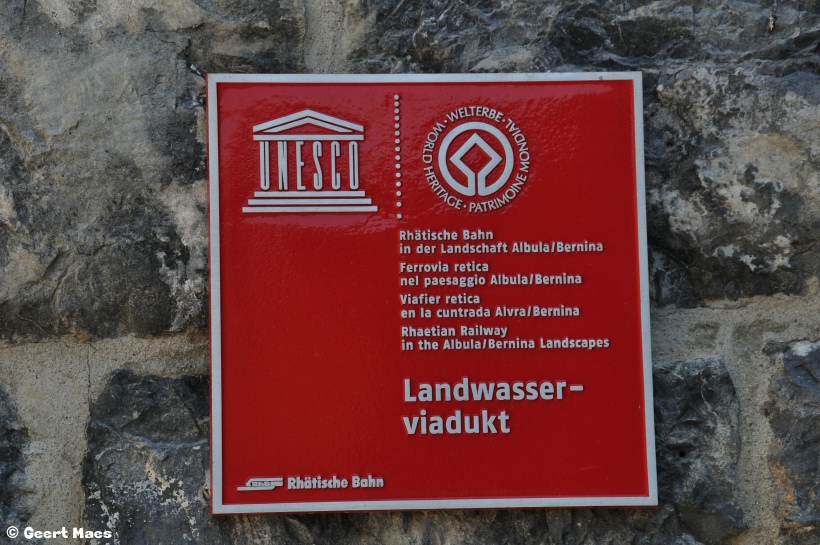 UNESCO
WELTERBE · WORLD HERITAGE · PATRIMOINE MONDIAL ·
Rhätische Bahn
in der Landschaft Albula/Bernina
Ferrovia retica
nel paesaggio Albula/Bernina
Viafier retica
en la cuntrada Alvra/Bernina
Rhaetian Railway
in the Albula/Bernina Landscapes
Landwasser-
viadukt
RhB Rhätische Bahn
© Geert Maes